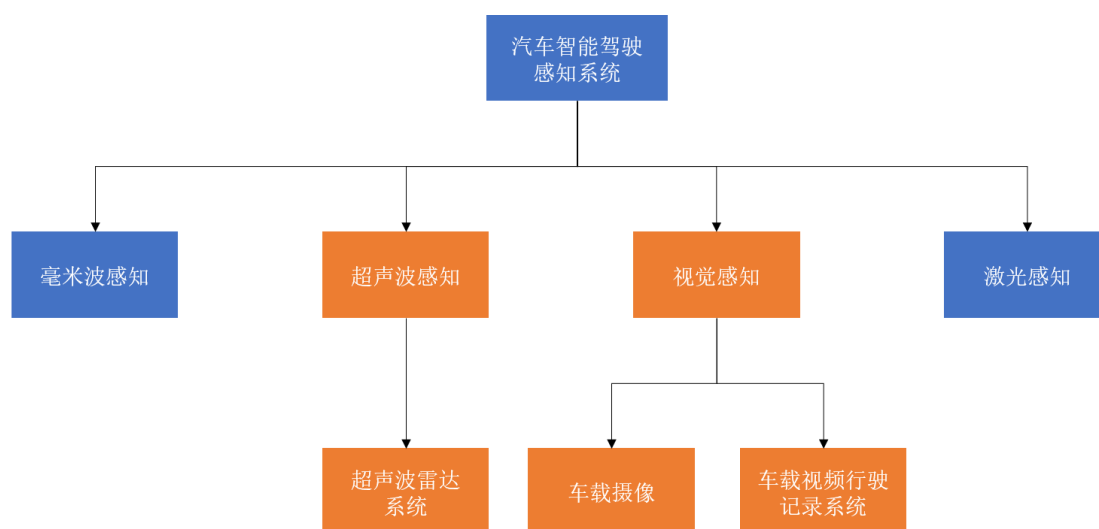 汽车智能驾驶
感知系统
毫米波感知
超声波感知
视觉感知
激光感知
超声波雷达
系统
车载摄像
车载视频行驶
记录系统